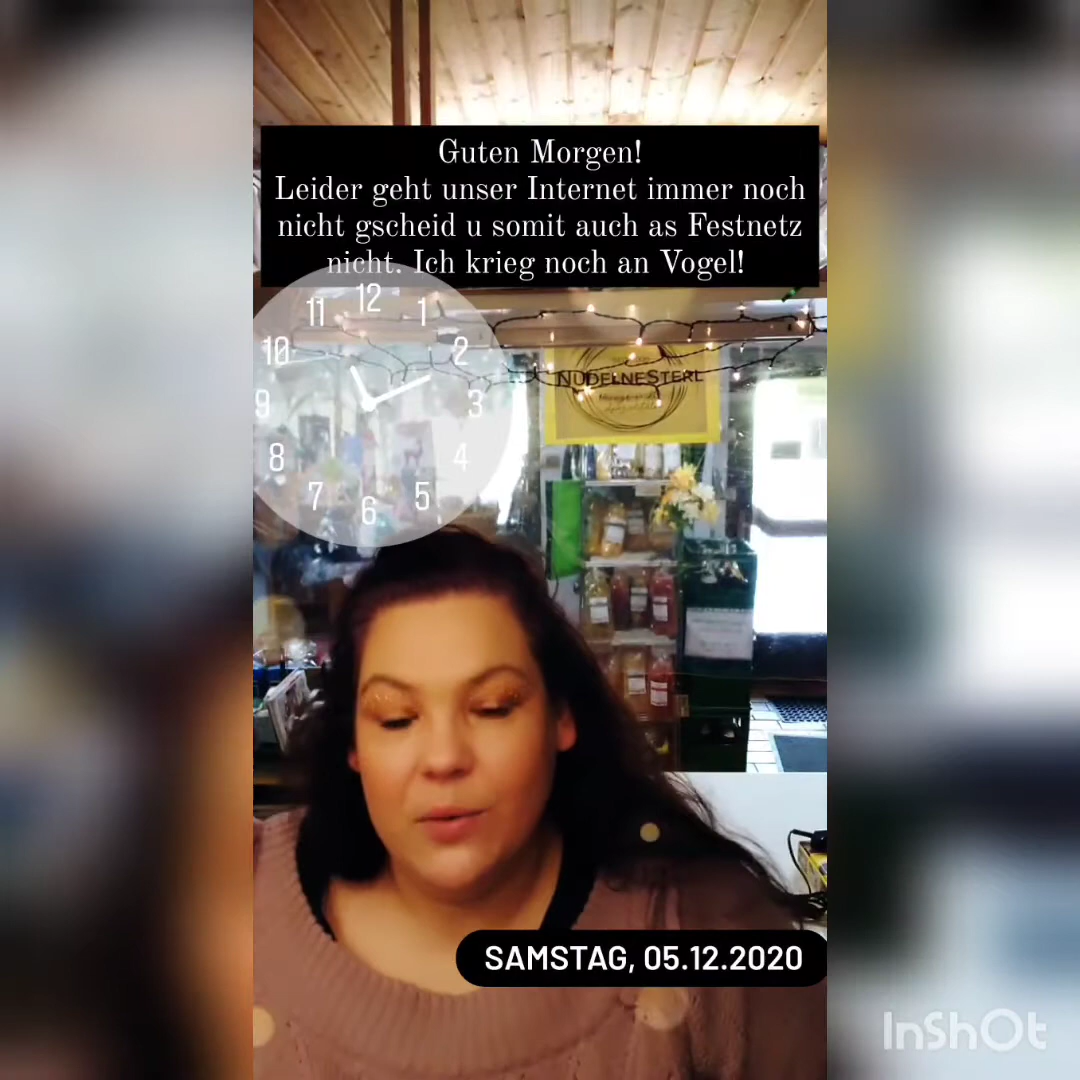 Guten Morgen!
Leider geht unser Internet immer noch
nicht gscheid u somit auch as Festnetz
nicht. Ich krieg noch an Vogel!
12
11
1
10
2
9
3
8
4
7
5
6
NUDELNESTERL
SAMSTAG, 05.12.2020
InShOt